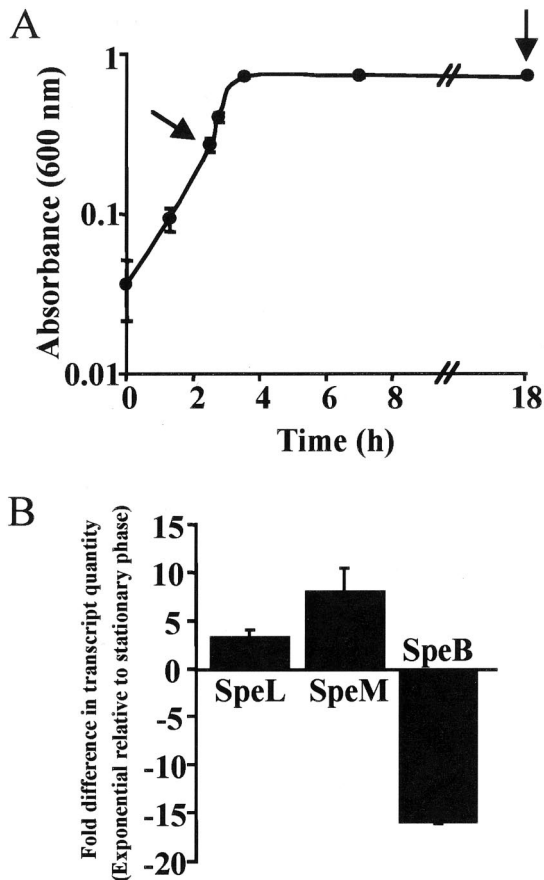 A
Absorbance (600 nm)
1
0.1
0.01
0 2 4 6 8 18
Time (h)
B
Fold difference in transcript quantity
(Exponential relative to stationary phase)
15
10
5
0
-5
-10
-15
-20
SpeB
SpeL SpeM